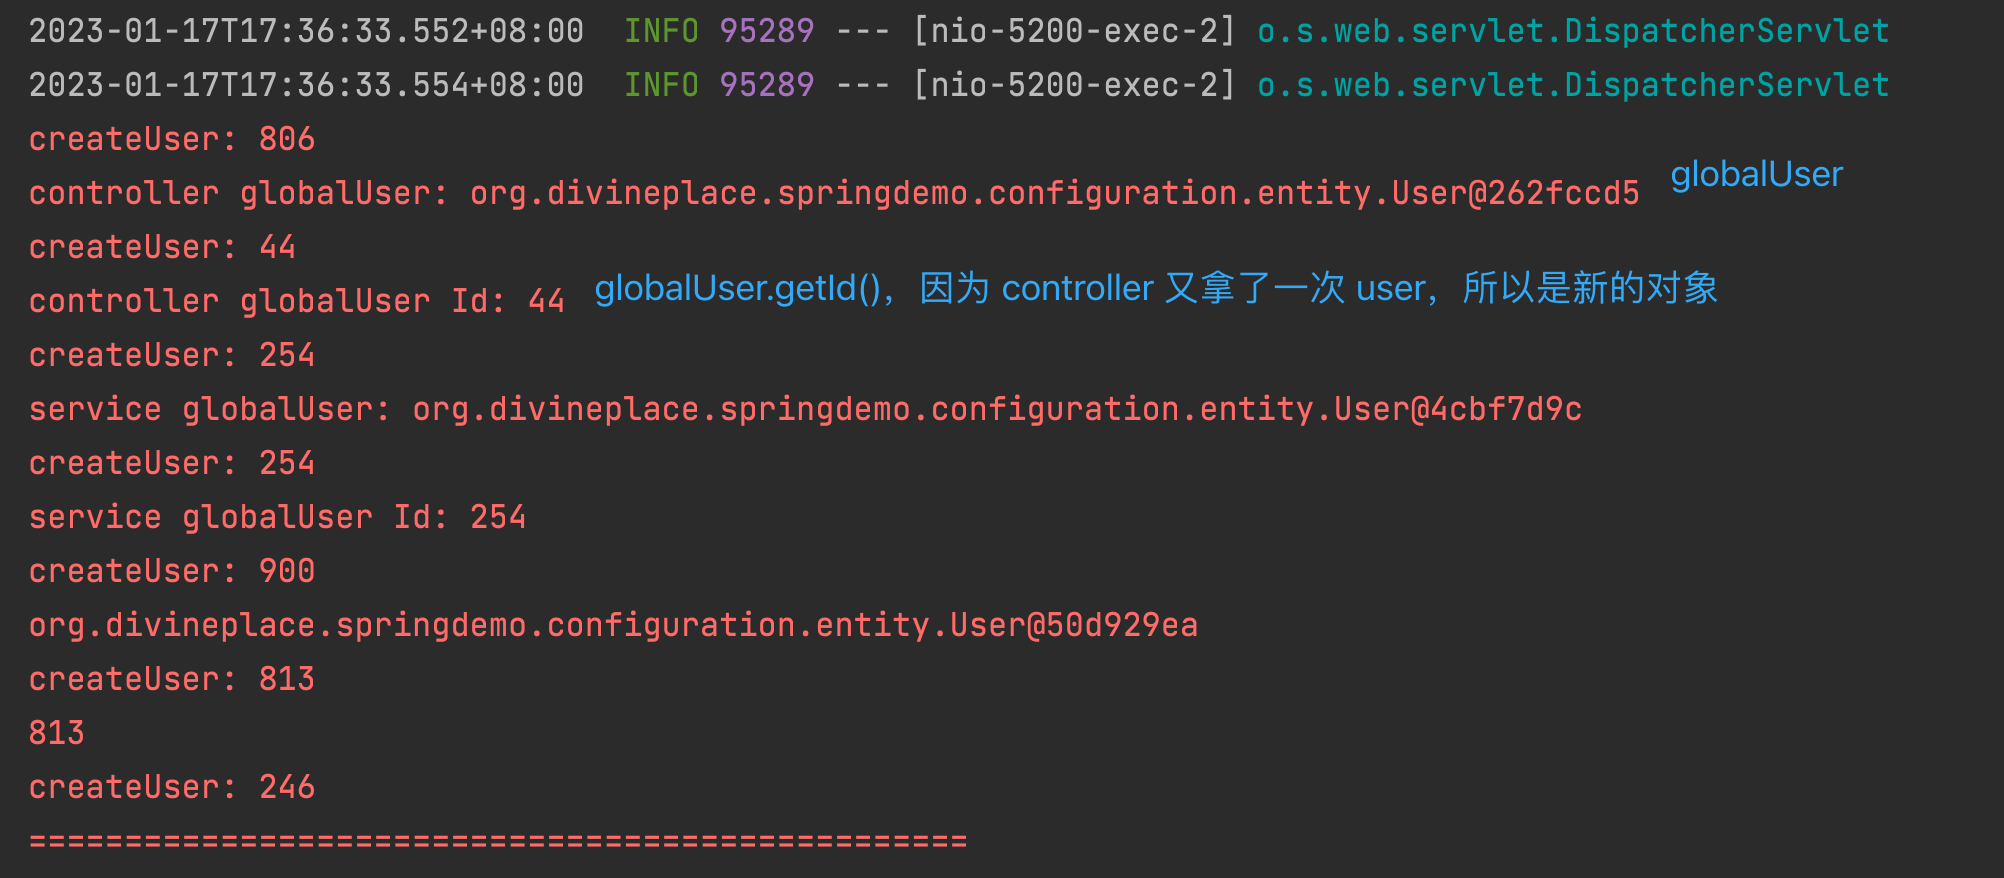 2023-01-17T17:36:33.552+08:00  INFO 95289 --- [nio-5200-exec-2] o.s.web.servlet.DispatcherServlet
2023-01-17T17:36:33.554+08:00  INFO 95289 --- [nio-5200-exec-2] o.s.web.servlet.DispatcherServlet
createUser: 806
controller globalUser: org.divineplace.springdemo.configuration.entity.User@262fccd5 globalUser
createUser: 44
controller globalUser Id: 44 globalUser.getId()，因为 controller 又拿了一次 user，所以是新的对象
createUser: 254
service globalUser: org.divineplace.springdemo.configuration.entity.User@4cbf7d9c
createUser: 254
service globalUser Id: 254
createUser: 900
org.divineplace.springdemo.configuration.entity.User@50d929ea
createUser: 813
813
createUser: 246
=================================================